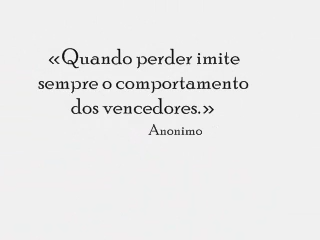 «Quando perder imite
sempre o comportamento
dos vencedores.»
Anonimo